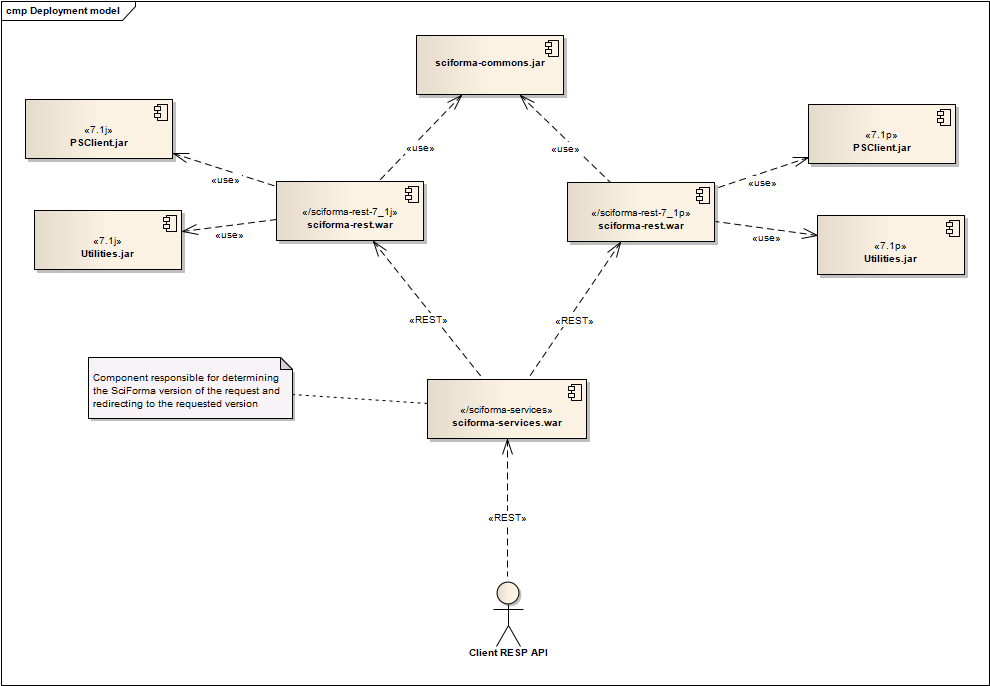 cmp Deployment model
sciforma-commons.jar
«7.1j»
PSClient.jar
«7.1p»
PSClient.jar
«use»
«use»
«use»
«use»
«/sciforma-rest-7_1j»
sciforma-rest.war
«/sciforma-rest-7_1p»
sciforma-rest.war
«7.1j»
Utilities.jar
«use»
«use»
«7.1p»
Utilities.jar
«REST»
«REST»
Component responsible for determining
the SciForma version of the request and
redirecting to the requested version
«/sciforma-services»
sciforma-services.war
«REST»
Client RESP API